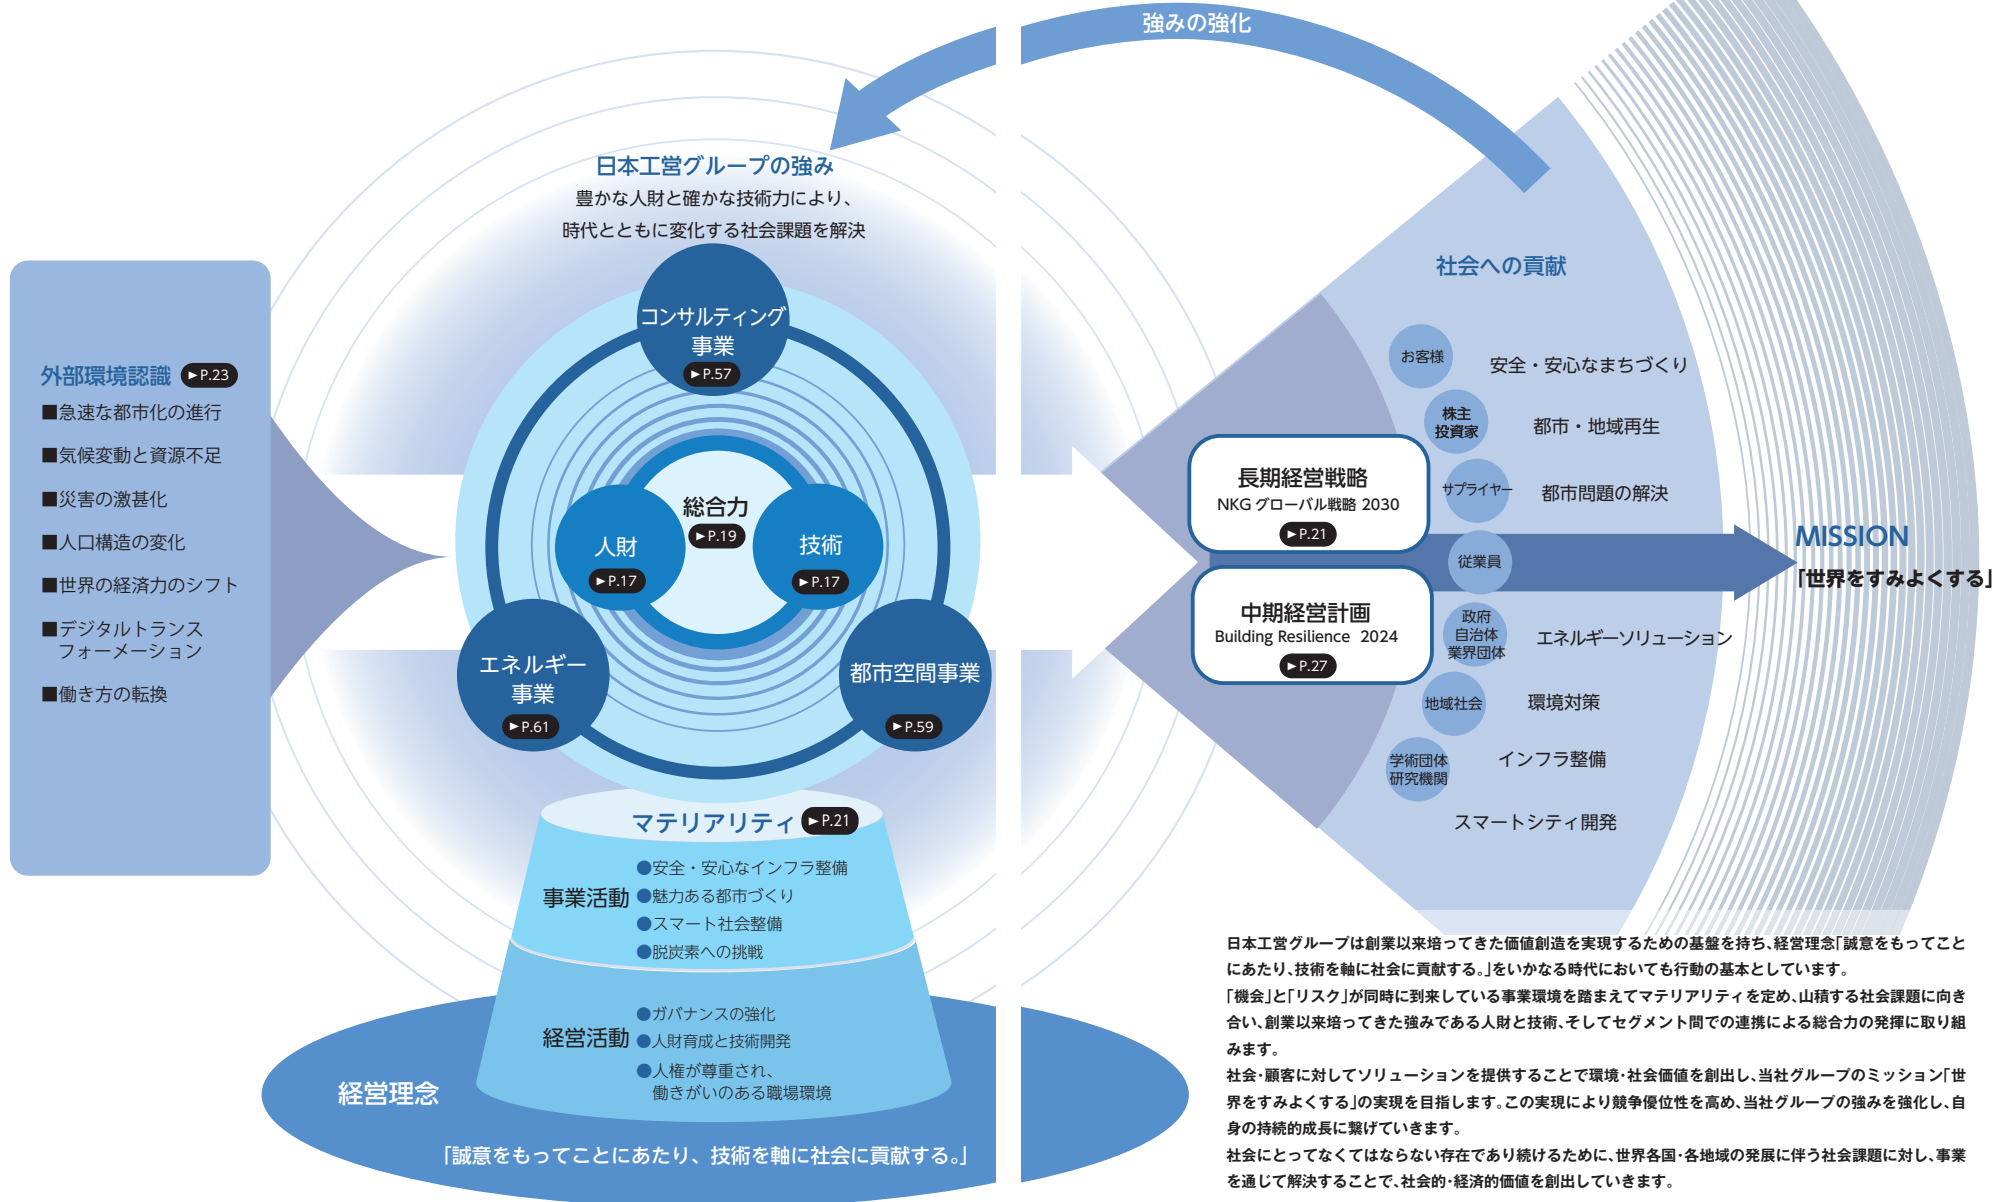 強みの強化
日本工営グループの強み
豊かな人財と確かな技術力により、
時代とともに変化する社会課題を解決
外部環境認識 ►P.23
■急速な都市化の進行
■気候変動と資源不足
■災害の激甚化
■人口構造の変化
■世界の経済力のシフト
■デジタルトランス
フォーメーション
■働き方の転換
コンサルティング
事業
►P.57
総合力
►P.19
人財
►P.17
技術
►P.17
エネルギー
事業
►P.61
都市空間事業
►P.59
マテリアリティ ►P.21
事業活動
●安全・安心なインフラ整備
●魅力ある都市づくり
●スマート社会整備
●脱炭素への挑戦
経営活動
●ガバナンスの強化
●人財育成と技術開発
●人権が尊重され、
働きがいのある職場環境
経営理念
「誠意をもってことにあたり、技術を軸に社会に貢献する。」
長期経営戦略
NKG グローバル戦略 2030
►P.21
中期経営計画
Building Resilience 2024
►P.27
社会への貢献
お客様
株主
投資家
サプライヤー
従業員
政府
自治体
業界団体
地域社会
学術団体
研究機関
安全・安心なまちづくり
都市・地域再生
都市問題の解決
エネルギーソリューション
環境対策
インフラ整備
スマートシティ開発
MISSION
「世界をすみよくする」
日本工営グループは創業以来培ってきた価値創造を実現するための基盤を持ち、経営理念「誠意をもってこと
にあたり、技術を軸に社会に貢献する。」をいかなる時代においても行動の基本としています。
「機会」と「リスク」が同時に到来している事業環境を踏まえてマテリアリティを定め、山積する社会課題に向き
合い、創業以来培ってきた強みである人財と技術、そしてセグメント間での連携による総合力の発揮に取り組
みます。
社会・顧客に対してソリューションを提供することで環境・社会価値を創出し、当社グループのミッション「世
界をすみよくする」の実現を目指します。この実現により競争優位性を高め、当社グループの強みを強化し、自
身の持続的成長に繋げていきます。
社会にとってなくてはならない存在であり続けるために、世界各国・各地域の発展に伴う社会課題に対し、事業
を通じて解決することで、社会的・経済的価値を創出していきます。